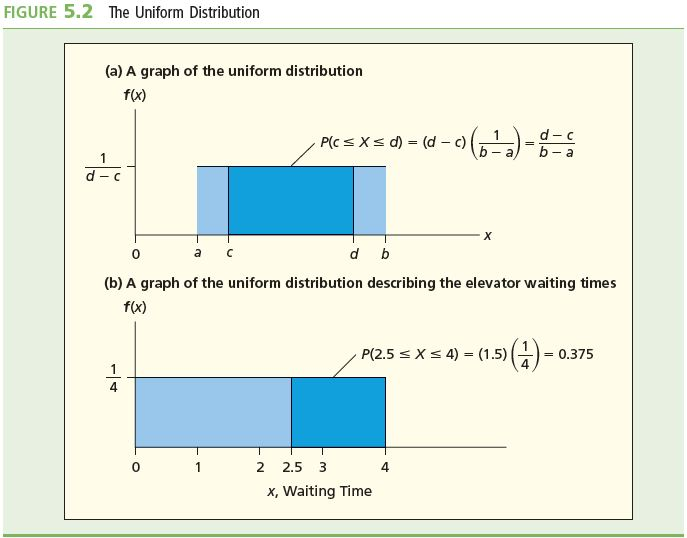 FIGURE 5.2 The Uniform Distribution
(a) A graph of the uniform distribution
f(x)
P(c ≤ X ≤ d) = (d − c) (1/(b − a)) = (d − c)/(b − a)
1/(d − c)
x
0 a c d b
(b) A graph of the uniform distribution describing the elevator waiting times
f(x)
P(2.5 ≤ X ≤ 4) = (1.5) (1/4) = 0.375
1/4
0 1 2 2.5 3 4
x, Waiting Time